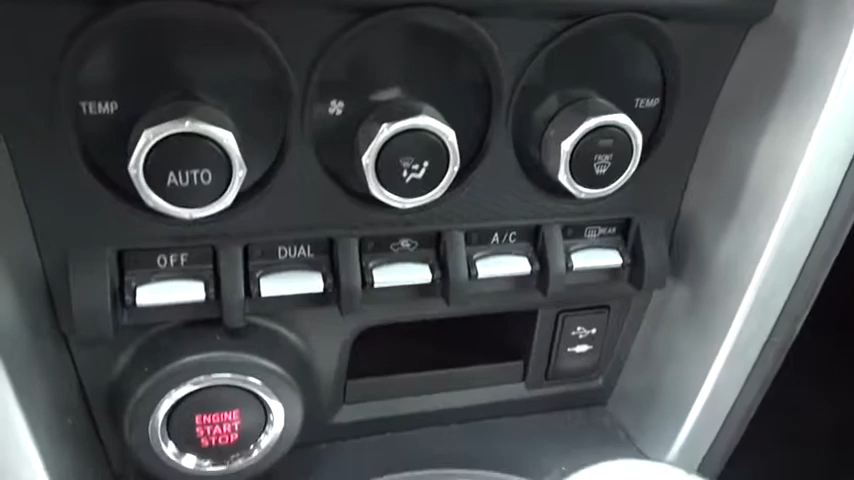 TEMP
TEMP
AUTO
FRONT
OFF
DUAL
A/C
REAR
ENGINE
START
STOP